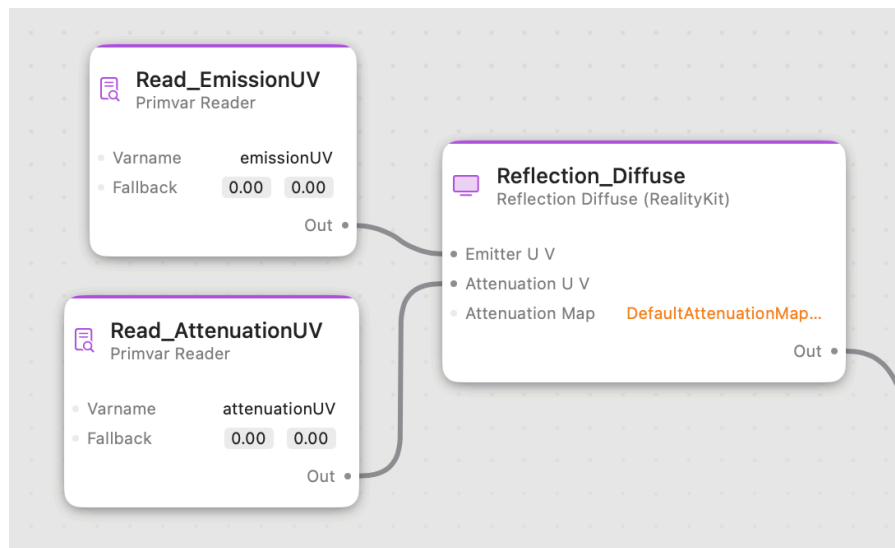 Read_EmissionUV
Primvar Reader
Varname emissionUV
Fallback 0.00 0.00
Out
Read_AttenuationUV
Primvar Reader
Varname attenuationUV
Fallback 0.00 0.00
Out
Reflection_Diffuse
Reflection Diffuse (RealityKit)
Emitter U V
Attenuation U V
Attenuation Map DefaultAttenuationMap...
Out